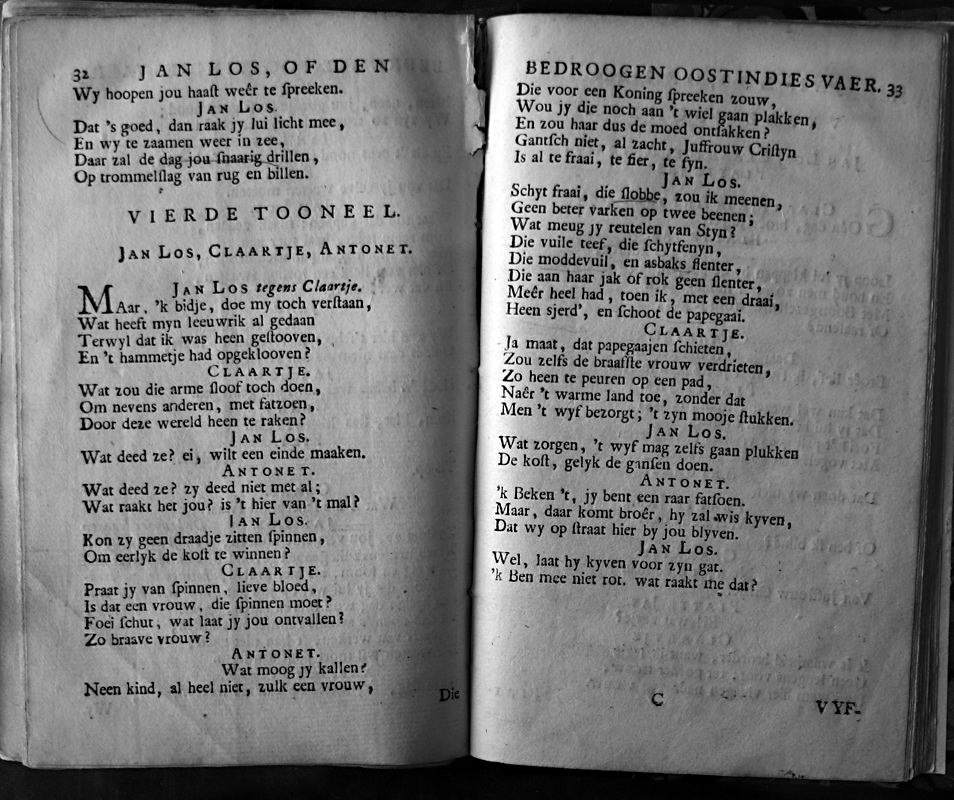 32 JAN LOS, OF DEN
Wy hoopen jou haaſt weêr te ſpreeken.
JAN LOS.
Dat 's goed, dan raak jy lui licht mee,
En wy te zaamen weer in zee,
Daar zal de dag jou ſnaarig drillen,
Op trommelſlag van rug en billen.
VIERDE TOONEEL.
JAN LOS, CLAARTJE, ANTONET.
JAN LOS tegens Claartje.
MAar, 'k bidje, doe my toch verſtaan,
Wat heeft myn leeuwrik al gedaan
Terwyl dat ik was heen geſtooven,
En 't hammetje had opgeklooven?
CLAARTJE.
Wat zou die arme ſloof toch doen,
Om nevens anderen, met fatzoen,
Door deze wereld heen te raken?
JAN LOS.
Wat deed ze? ei, wilt een einde maaken.
ANTONET.
Wat deed ze? zy deed niet met al;
Wat raakt het jou? is 't hier van 't mal?
JAN LOS.
Kon zy geen draadje zitten ſpinnen,
Om eerlyk de koſt te winnen?
CLAARTJE.
Praat jy van ſpinnen, lieve bloed,
Is dat een vrouw, die ſpinnen moet?
Foei ſchut, wat laat jy jou ontvallen?
Zo braave vrouw?
ANTONET.
Wat moog jy kallen?
Neen kind, al heel niet, zulk een vrouw,
Die
BEDROOGEN OOSTINDIES VAER. 33
Die voor een Koning ſpreeken zouw,
Wou jy die noch aan 't wiel gaan plakken,
En zou haar dus de moed ontſakken?
Gantſch niet, al zacht, Juffrouw Criſtyn
Is al te fraai, te fier, te fyn.
JAN LOS.
Schyt fraai, die ſlobbe, zou ik meenen,
Geen beter varken op twee beenen;
Wat meug jy reutelen van Styn?
Die vuile teef, die ſchytfenyn,
Die moddevuil, en asbaks ſlenter,
Die aan haar jak of rok geen ſlenter,
Meêr heel had, toen ik, met een draai,
Heen sjerd', en ſchoot de papegaai.
CLAARTJE.
Ja maat, dat papegaajen ſchieten,
Zou zelfs de braafſte vrouw verdrieten,
Zo heen te peuren op een pad,
Naêr 't warme land toe, zonder dat
Men 't wyf bezorgt; 't zyn mooje ſtukken.
JAN LOS.
Wat zorgen, 't wyf mag zelfs gaan plukken
De koſt, gelyk de ganſen doen.
ANTONET.
'k Beken 't, jy bent een raar fatſoen.
Maar, daar komt broêr, hy zal wis kyven,
Dat wy op ſtraat hier by jou blyven.
JAN LOS.
Wel, laat hy kyven voor zyn gat.
'k Ben mee niet rot. wat raakt me dat?
C
VYF-